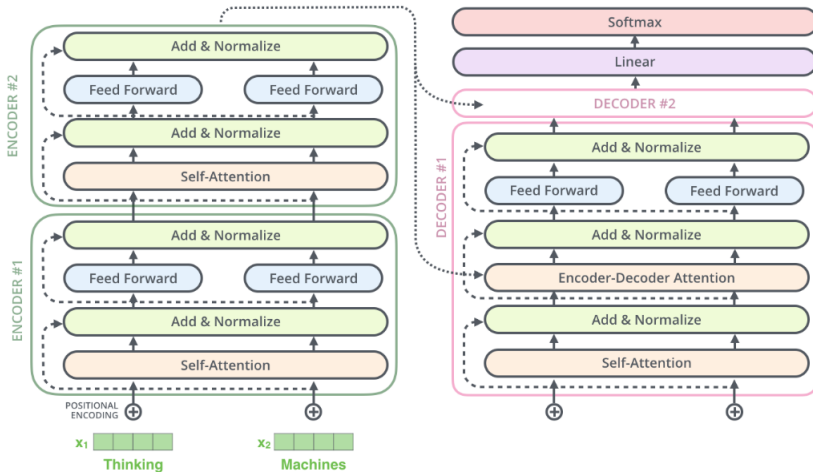 ENCODER #2
Add & Normalize
Feed Forward
Feed Forward
Add & Normalize
Self-Attention
ENCODER #1
Add & Normalize
Feed Forward
Feed Forward
Add & Normalize
Self-Attention
POSITIONAL
ENCODING
x1
x2
Thinking
Machines
Softmax
Linear
DECODER #2
DECODER #1
Add & Normalize
Feed Forward
Feed Forward
Add & Normalize
Encoder-Decoder Attention
Add & Normalize
Self-Attention